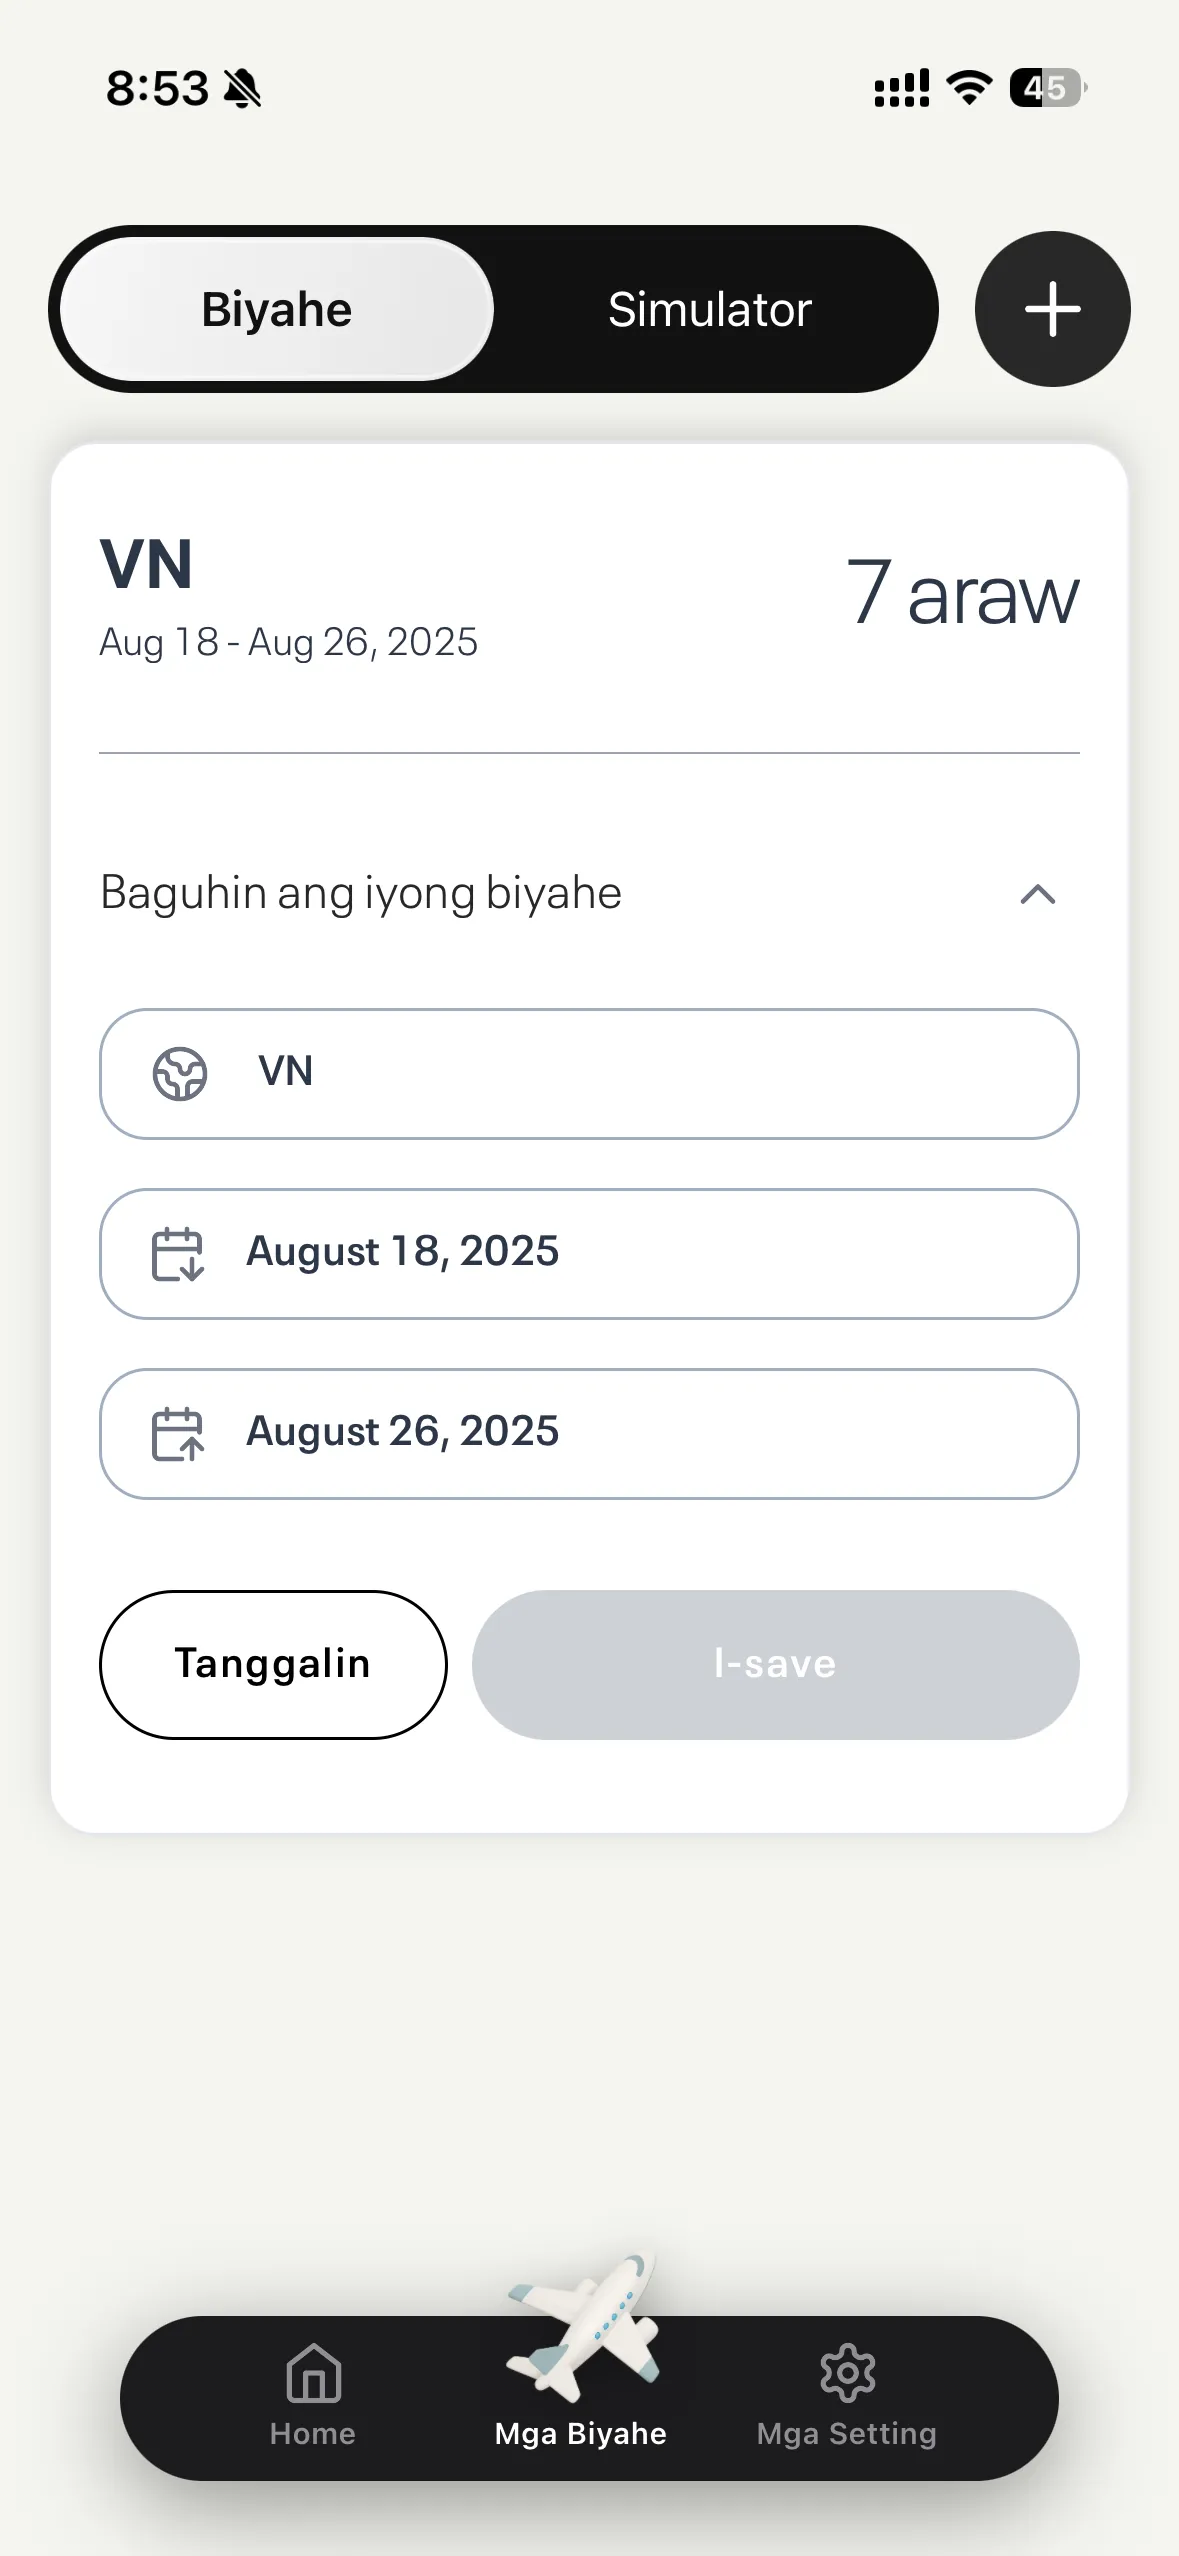 8:53
45
Biyahe
Simulator
VN
7 araw
Aug 18 - Aug 26, 2025
Baguhin ang iyong biyahe
VN
August 18, 2025
August 26, 2025
Tanggalin
I-save
Home
Mga Biyahe
Mga Setting